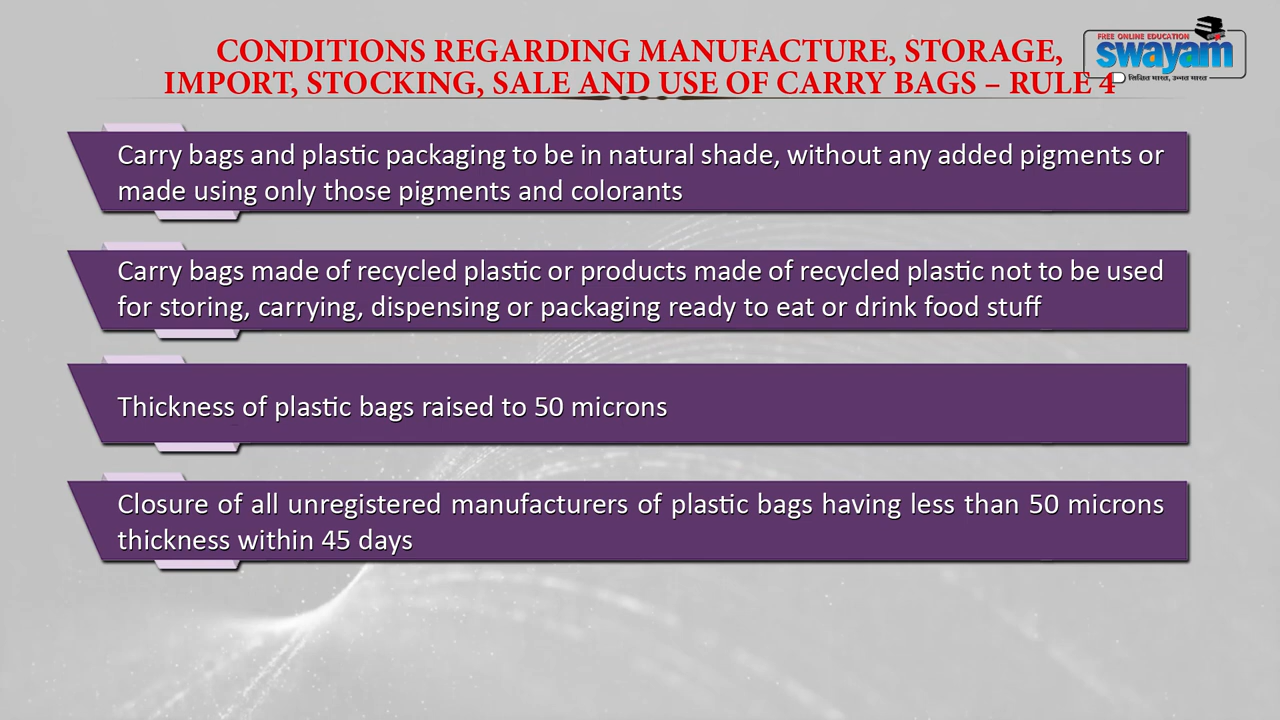 CONDITIONS REGARDING MANUFACTURE, STORAGE,
IMPORT, STOCKING, SALE AND USE OF CARRY BAGS – RULE 4
FREE ONLINE EDUCATION
swayam
शिक्षित भारत, उन्नत भारत
Carry bags and plastic packaging to be in natural shade, without any added pigments or
made using only those pigments and colorants
Carry bags made of recycled plastic or products made of recycled plastic not to be used
for storing, carrying, dispensing or packaging ready to eat or drink food stuff
Thickness of plastic bags raised to 50 microns
Closure of all unregistered manufacturers of plastic bags having less than 50 microns
thickness within 45 days